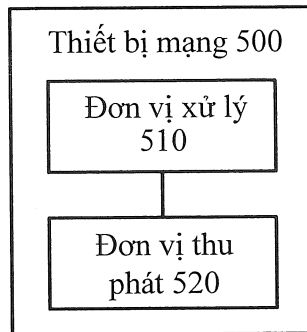 Thiết bị mạng 500
Đơn vị xử lý
510
Đơn vị thu
phát 520